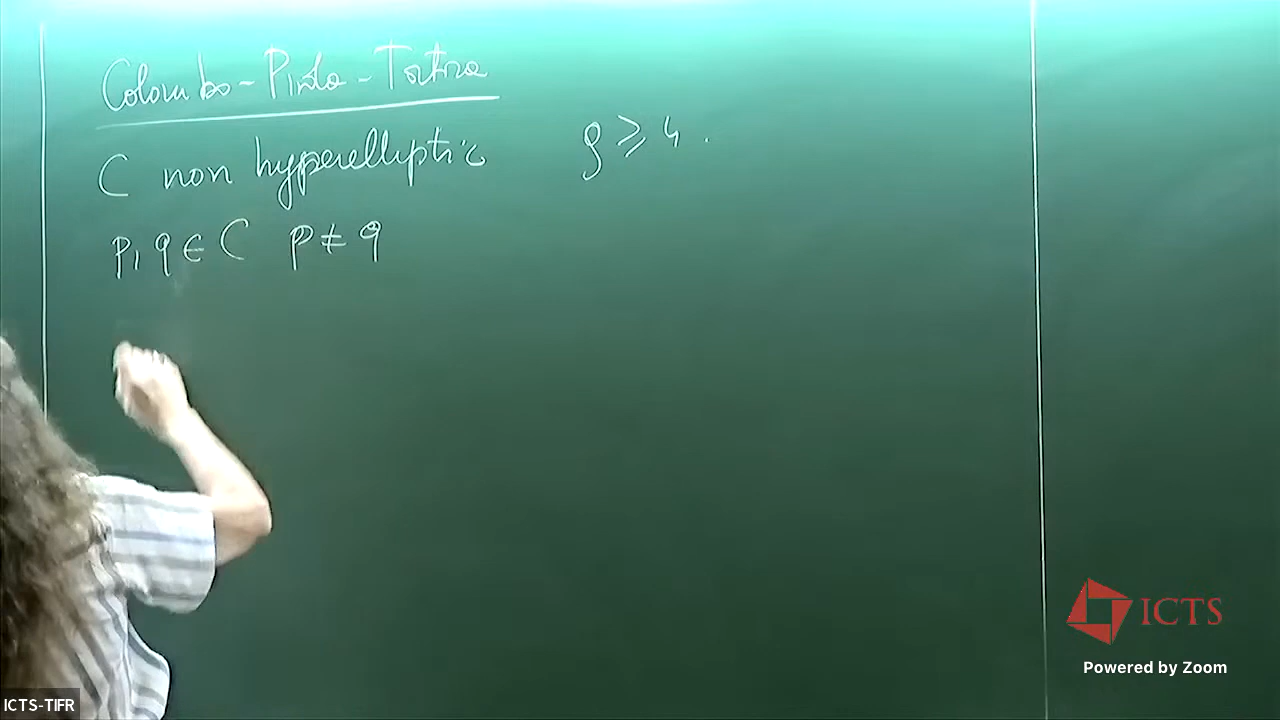 Colombo - Pirola - Tortora
C non hyperelliptic g ⩾ 4.
p, q ∈ C p ≠ q
ICTS
Powered by Zoom
ICTS-TIFR